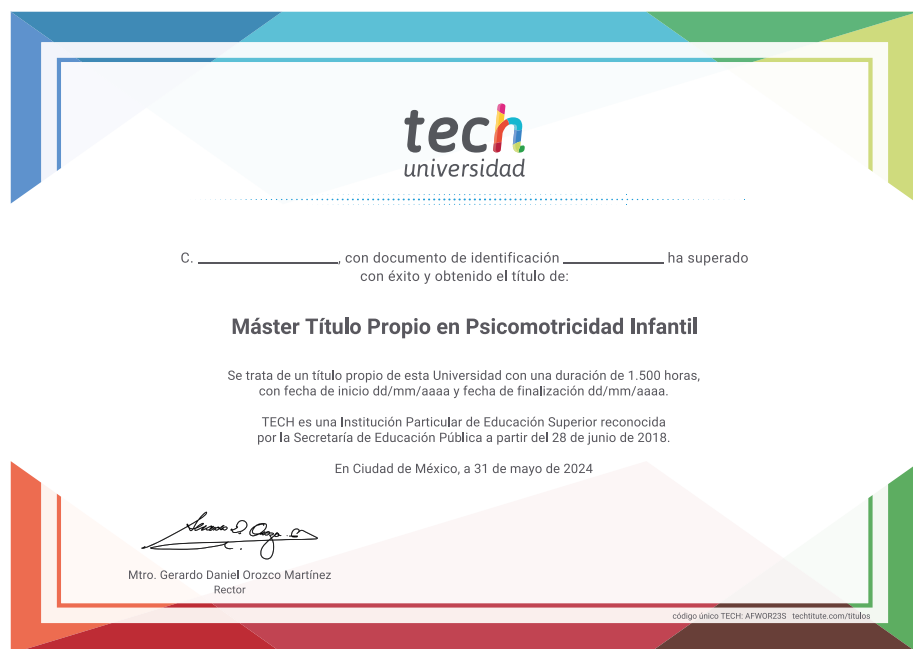 tech
universidad
C. ____________, con documento de identificación ____________ ha superado
con éxito y obtenido el título de:
Máster Título Propio en Psicomotricidad Infantil
Se trata de un título propio de esta Universidad con una duración de 1.500 horas,
con fecha de inicio dd/mm/aaaa y fecha de finalización dd/mm/aaaa.
TECH es una Institución Particular de Educación Superior reconocida
por la Secretaría de Educación Pública a partir del 28 de junio de 2018.
En Ciudad de México, a 31 de mayo de 2024
Mtro. Gerardo Daniel Orozco Martínez
Rector
código único TECH: AFWOR23S techtitute.com/titulos